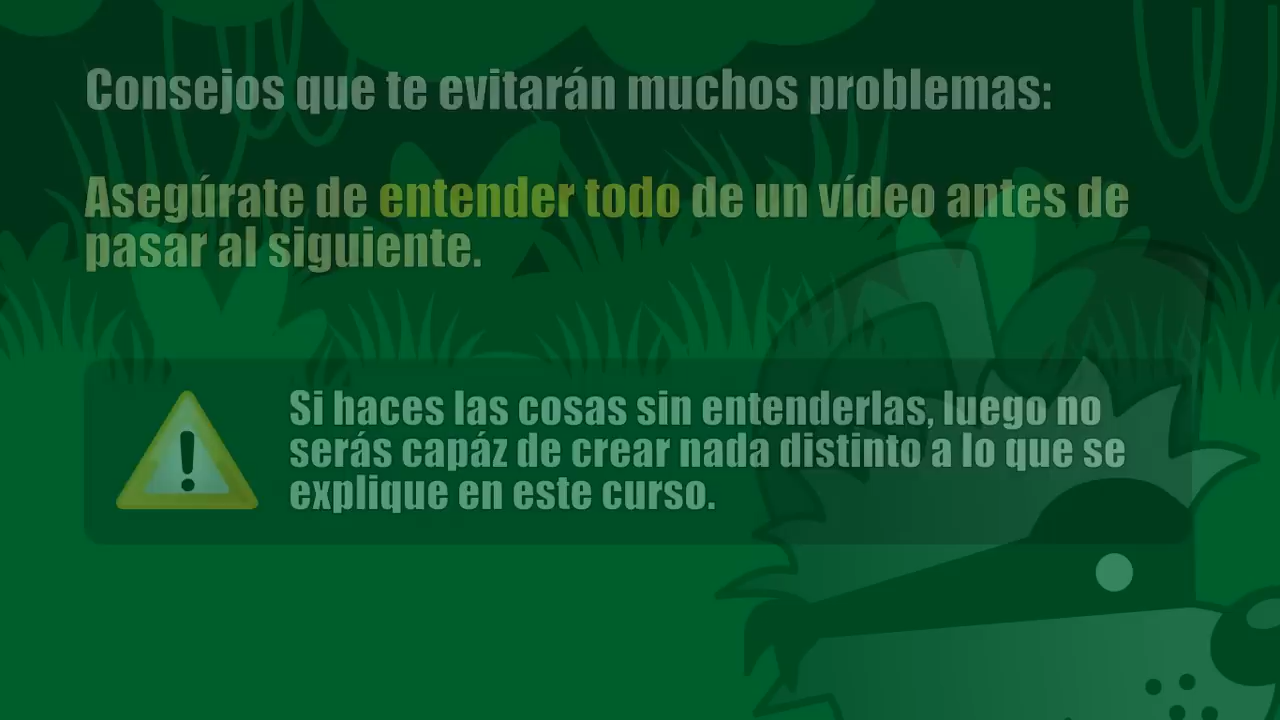 Consejos que te evitarán muchos problemas:
Asegúrate de entender todo de un vídeo antes de
pasar al siguiente.
Si haces las cosas sin entenderlas, luego no
serás capáz de crear nada distinto a lo que se
explique en este curso.